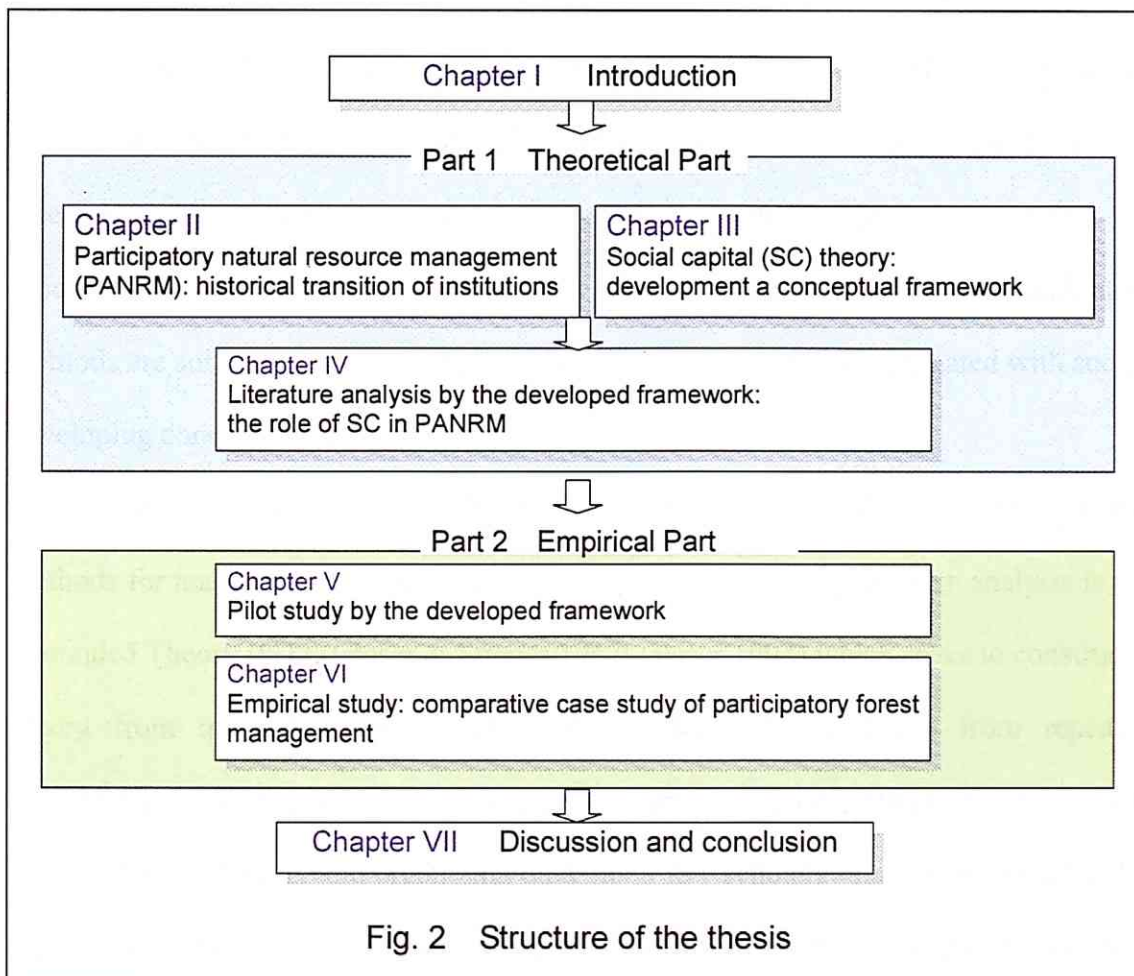 Chapter I Introduction
Part 1 Theoretical Part
Chapter II
Participatory natural resource management
(PANRM): historical transition of institutions
Chapter III
Social capital (SC) theory:
development a conceptual framework
Chapter IV
Literature analysis by the developed framework:
the role of SC in PANRM
Part 2 Empirical Part
Chapter V
Pilot study by the developed framework
Chapter VI
Empirical study: comparative case study of participatory forest
management
Chapter VII Discussion and conclusion
Fig. 2 Structure of the thesis